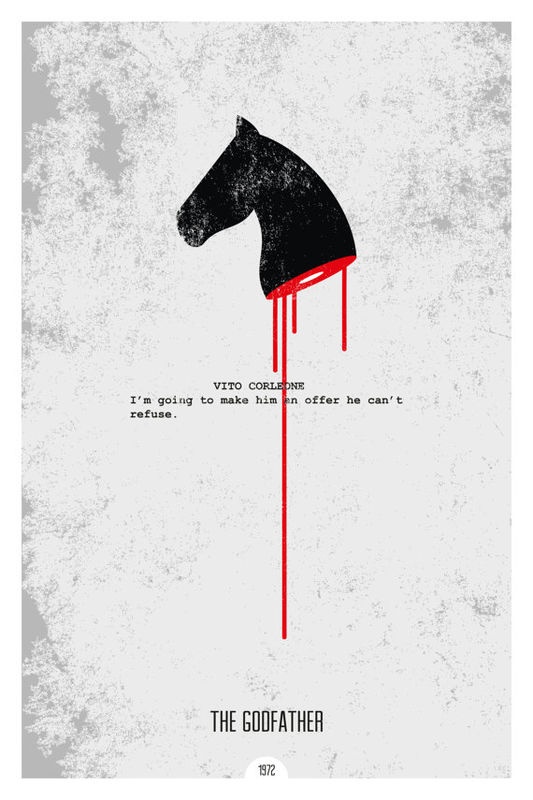 VITO CORLEONE
I'm going to make him an offer he can't
refuse.
THE GODFATHER
1972